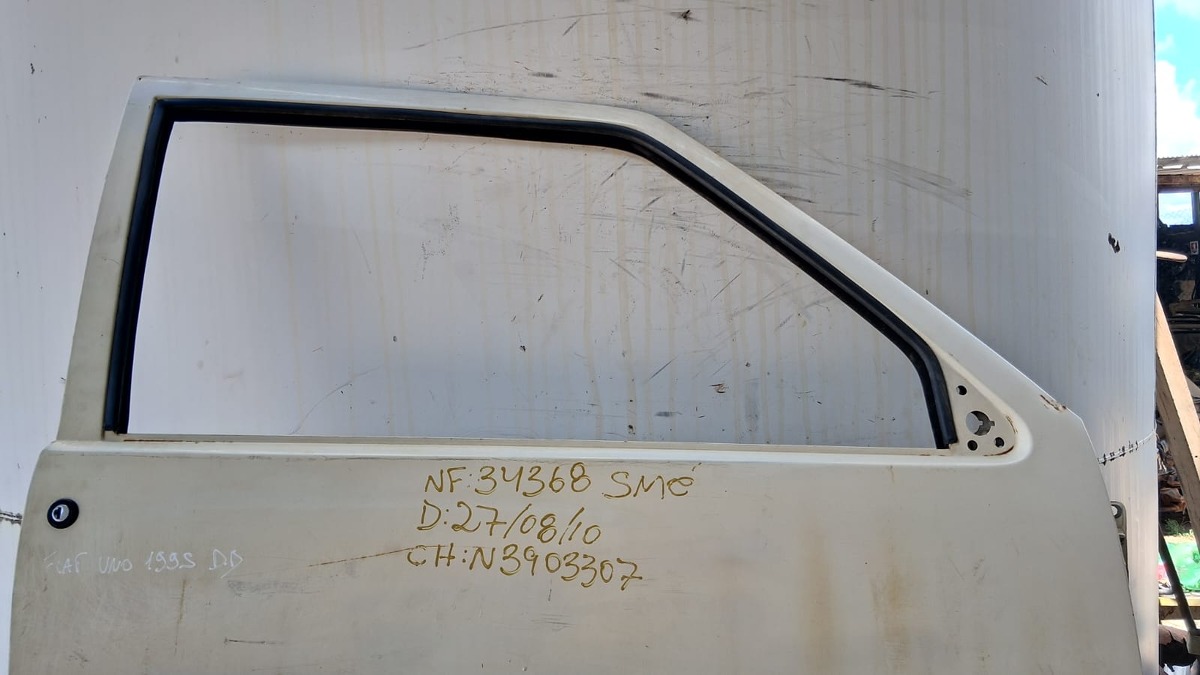 NF:34368 SMÉ
D:27/08/10
CH:N3903307
FIAT UNO 1995 DD